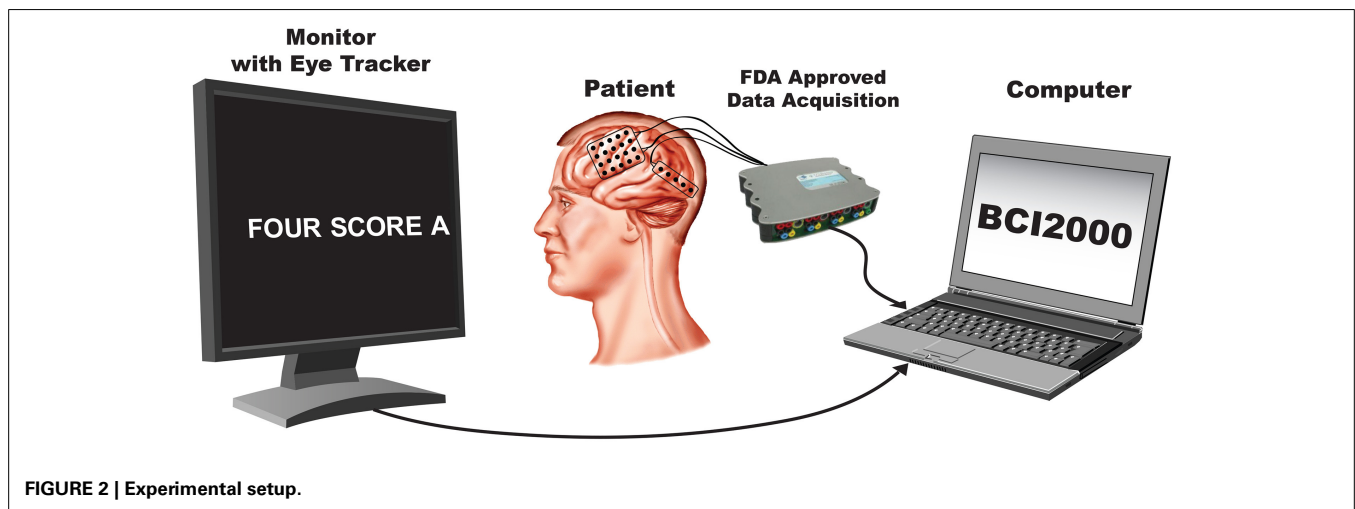 Monitor
with Eye Tracker
FOUR SCORE A
Patient
FDA Approved
Data Acquisition
Computer
BCI2000
FIGURE 2 | Experimental setup.